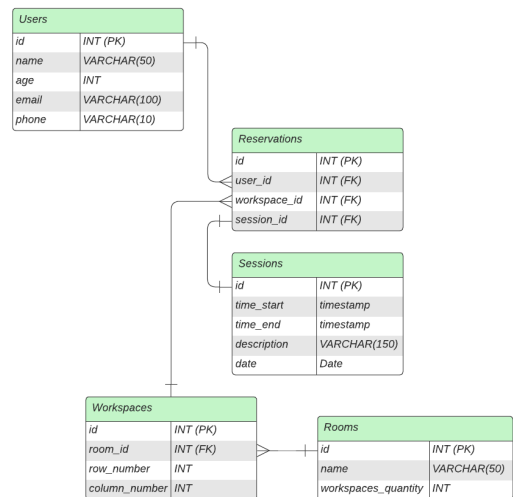 Users
id INT (PK)
name VARCHAR(50)
age INT
email VARCHAR(100)
phone VARCHAR(10)
Reservations
id INT (PK)
user_id INT (FK)
workspace_id INT (FK)
session_id INT (FK)
Sessions
id INT (PK)
time_start timestamp
time_end timestamp
description VARCHAR(150)
date Date
Workspaces
id INT (PK)
room_id INT (FK)
row_number INT
column_number INT
Rooms
id INT (PK)
name VARCHAR(50)
workspaces_quantity INT